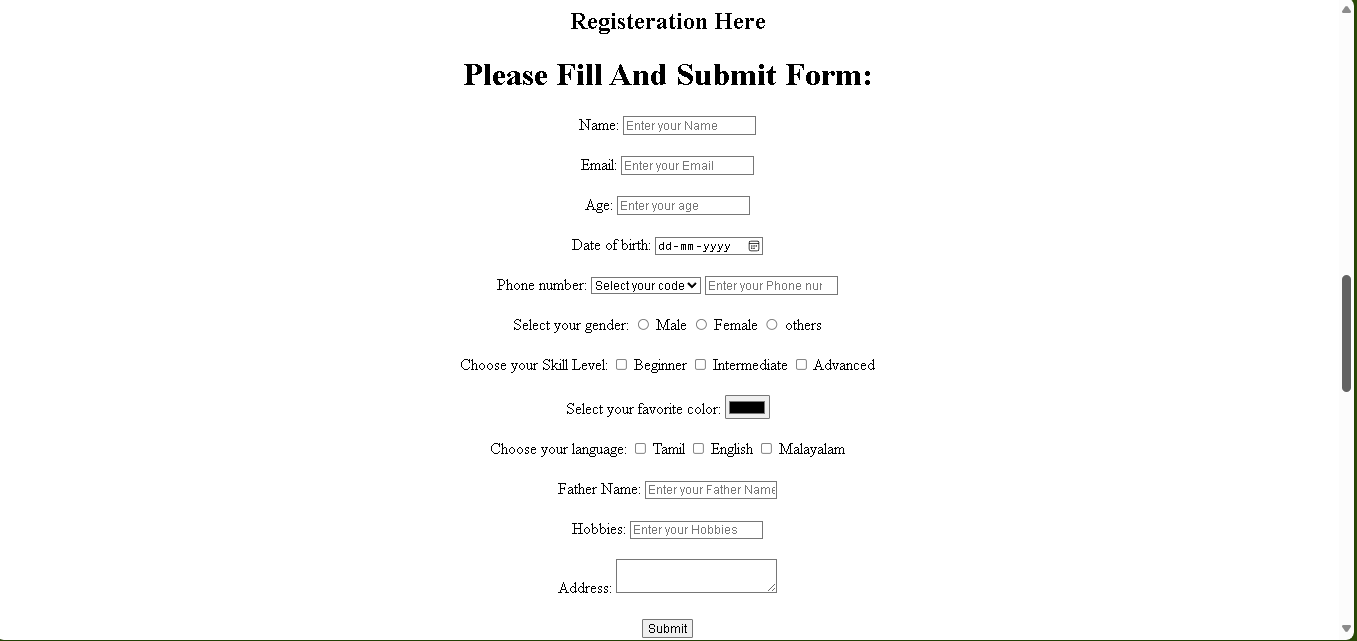 Registeration Here
Please Fill And Submit Form:
Name: Enter your Name
Email: Enter your Email
Age: Enter your age
Date of birth: dd-mm-yyyy
Phone number: Select your code Enter your Phone nur
Select your gender: Male Female others
Choose your Skill Level: Beginner Intermediate Advanced
Select your favorite color:
Choose your language: Tamil English Malayalam
Father Name: Enter your Father Name
Hobbies: Enter your Hobbies
Address:
Submit